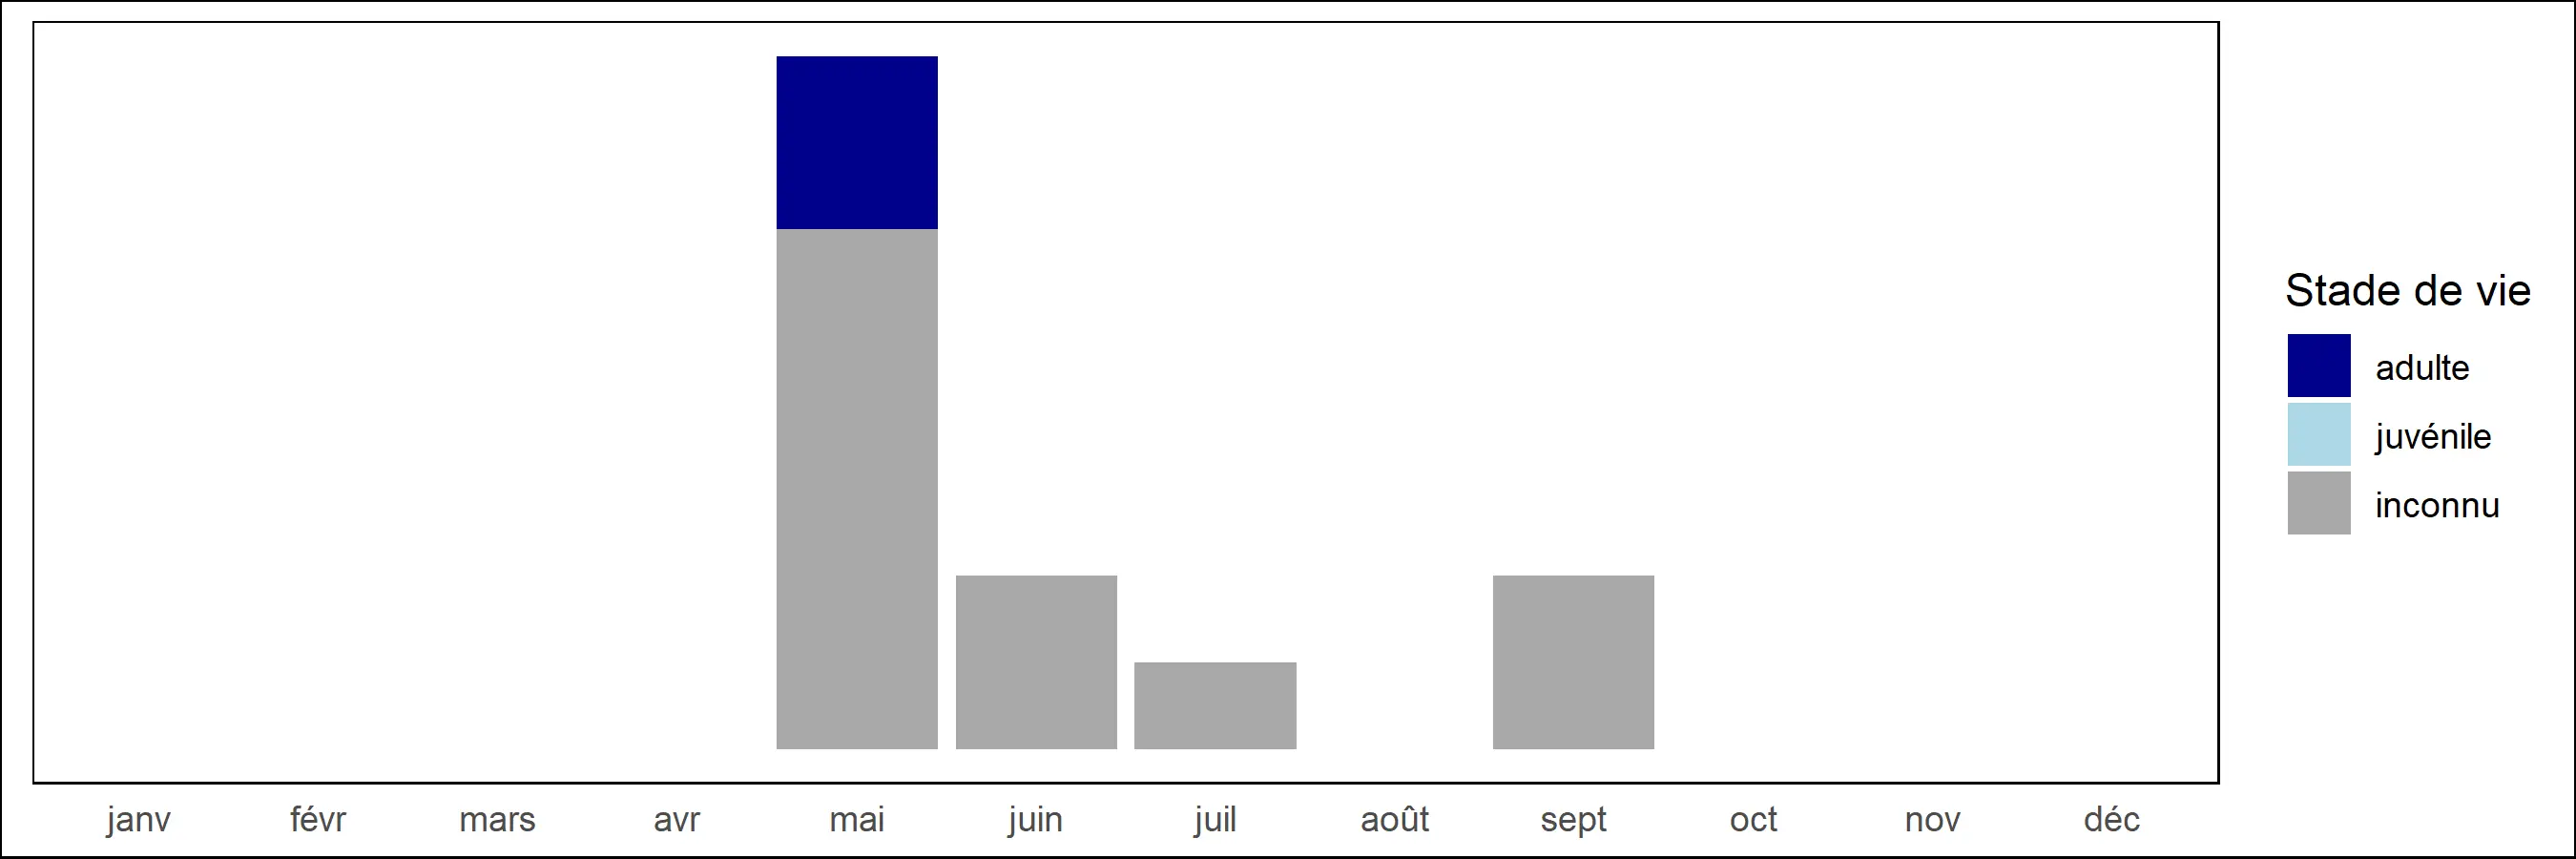 Stade de vie
adulte
juvénile
inconnu
janv févr mars avr mai juin juil août sept oct nov déc